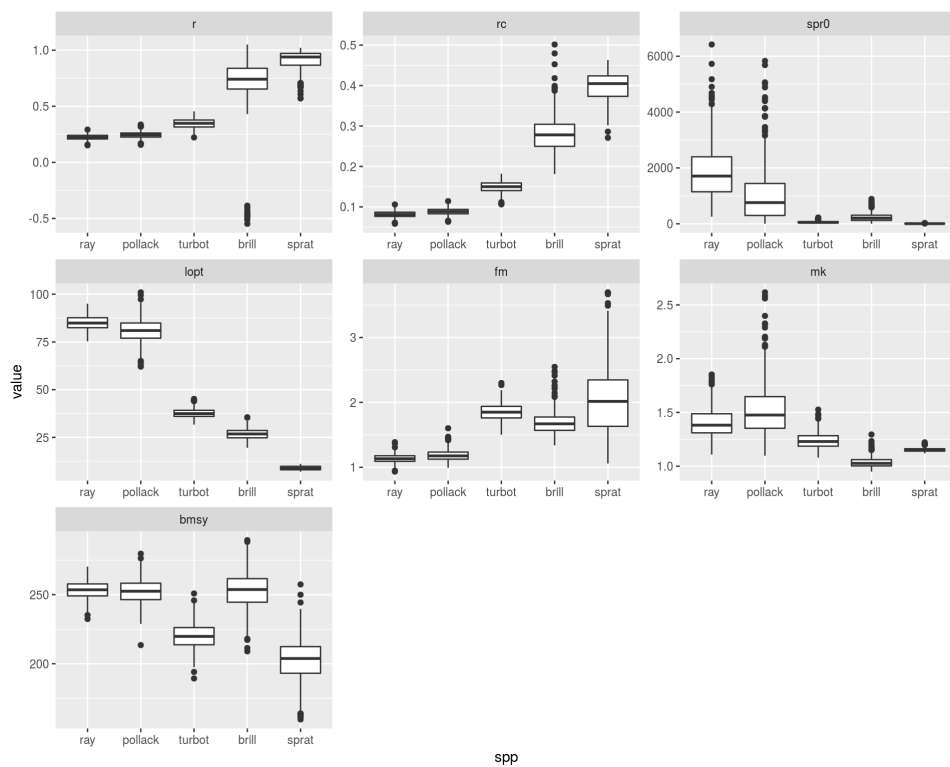 r
rc
spr0
1.0
0.5
0.0
-0.5
0.5
0.4
0.3
0.2
0.1
6000
4000
2000
0
ray pollack turbot brill sprat
ray pollack turbot brill sprat
ray pollack turbot brill sprat
lopt
fm
mk
100
75
50
25
3
2
1
2.5
2.0
1.5
1.0
ray pollack turbot brill sprat
ray pollack turbot brill sprat
ray pollack turbot brill sprat
value
bmsy
250
200
ray pollack turbot brill sprat
spp